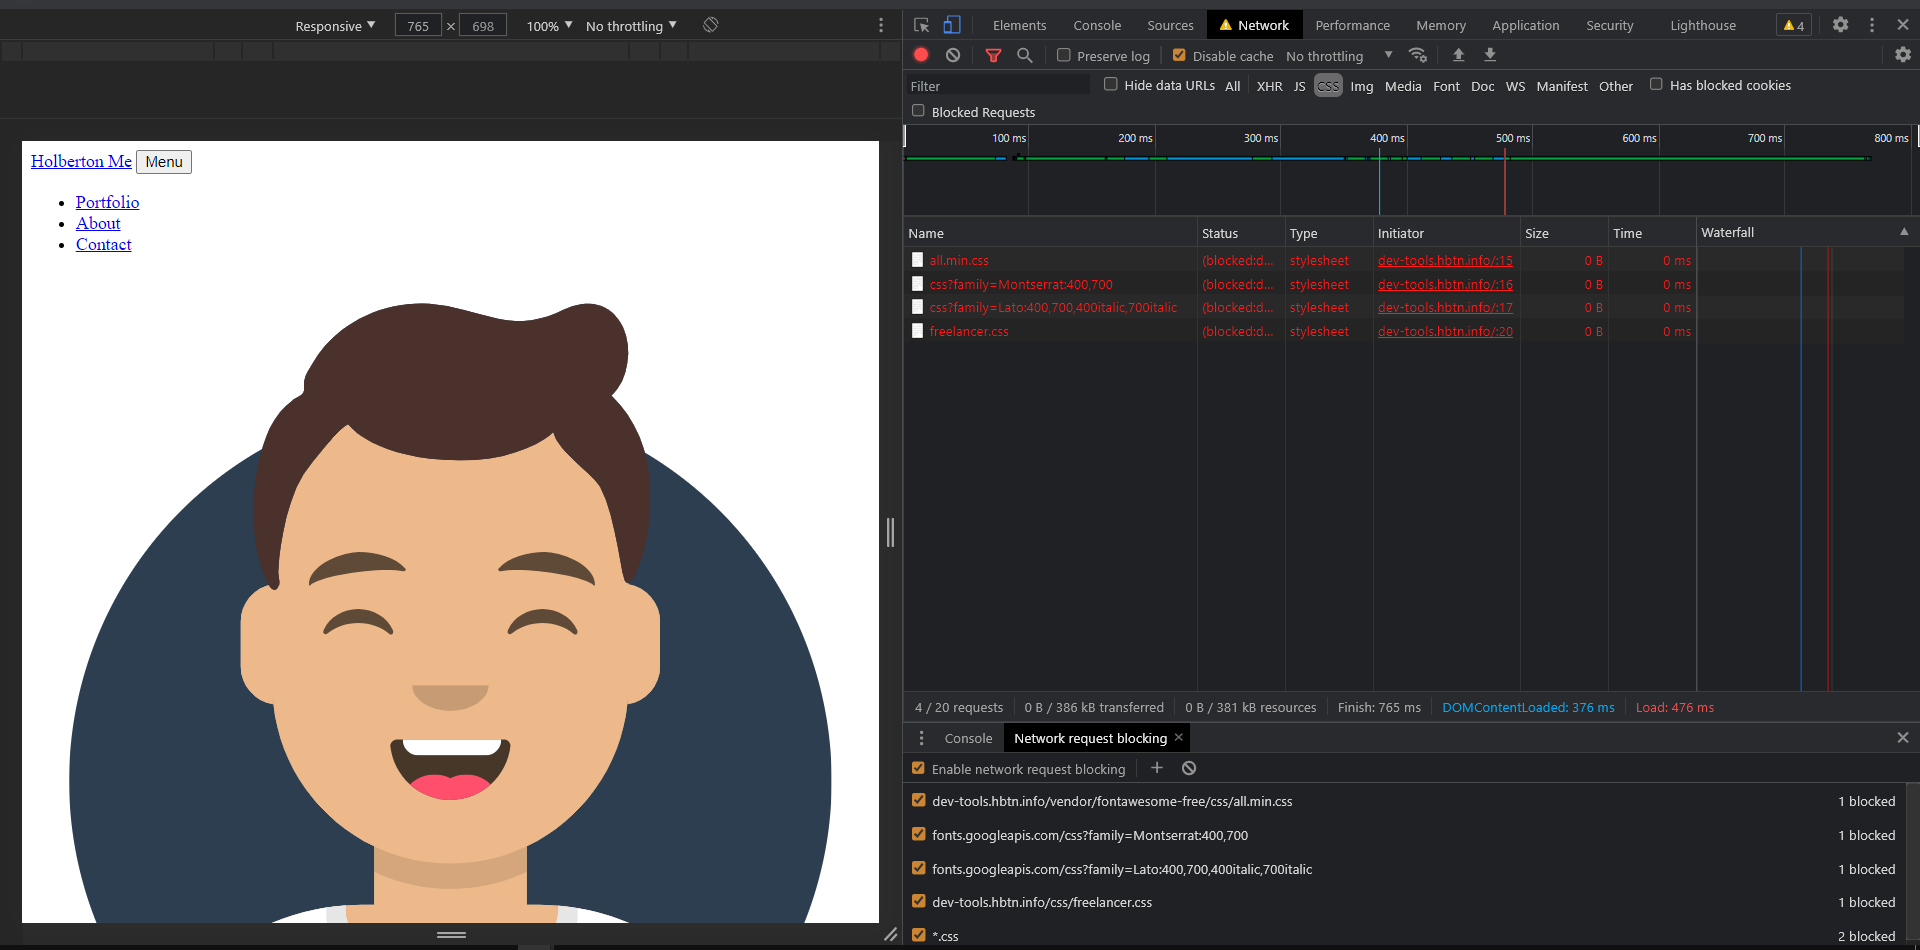 Responsive 765 × 698 100% No throttling
Elements Console Sources Network Performance Memory Application Security Lighthouse 4
Preserve log Disable cache No throttling
Filter Hide data URLs All XHR JS CSS Img Media Font Doc WS Manifest Other Has blocked cookies
Blocked Requests
100 ms 200 ms 300 ms 400 ms 500 ms 600 ms 700 ms 800 ms
Holberton Me Menu
Portfolio
About
Contact
Name Status Type Initiator Size Time Waterfall
all.min.css (blocked:d... stylesheet dev-tools.hbtn.info/:15 0 B 0 ms
css?family=Montserrat:400,700 (blocked:d... stylesheet dev-tools.hbtn.info/:16 0 B 0 ms
css?family=Lato:400,700,400italic,700italic (blocked:d... stylesheet dev-tools.hbtn.info/:17 0 B 0 ms
freelancer.css (blocked:d... stylesheet dev-tools.hbtn.info/:20 0 B 0 ms
4 / 20 requests 0 B / 386 kB transferred 0 B / 381 kB resources Finish: 765 ms DOMContentLoaded: 376 ms Load: 476 ms
Console Network request blocking
Enable network request blocking
dev-tools.hbtn.info/vendor/fontawesome-free/css/all.min.css 1 blocked
fonts.googleapis.com/css?family=Montserrat:400,700 1 blocked
fonts.googleapis.com/css?family=Lato:400,700,400italic,700italic 1 blocked
dev-tools.hbtn.info/css/freelancer.css 1 blocked
*.css 2 blocked